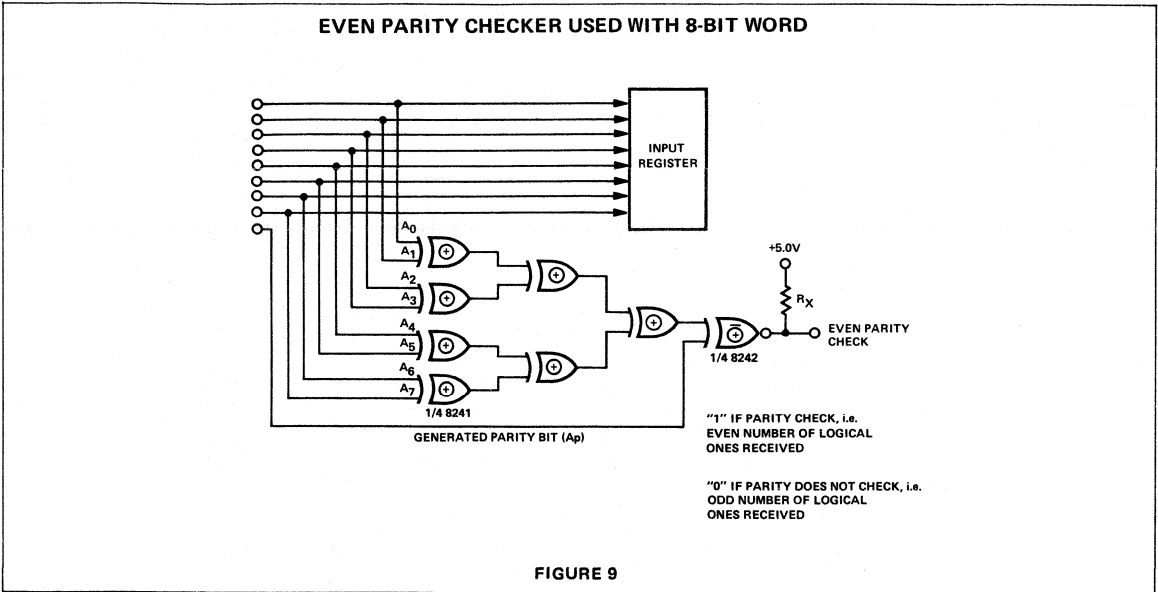 EVEN PARITY CHECKER USED WITH 8-BIT WORD
INPUT
REGISTER
A0
A1
A2
A3
A4
A5
A6
A7
1/4 8241
GENERATED PARITY BIT (Ap)
+5.0V
RX
EVEN PARITY
CHECK
1/4 8242
"1" IF PARITY CHECK, i.e.
EVEN NUMBER OF LOGICAL
ONES RECEIVED
"0" IF PARITY DOES NOT CHECK, i.e.
ODD NUMBER OF LOGICAL
ONES RECEIVED
FIGURE 9